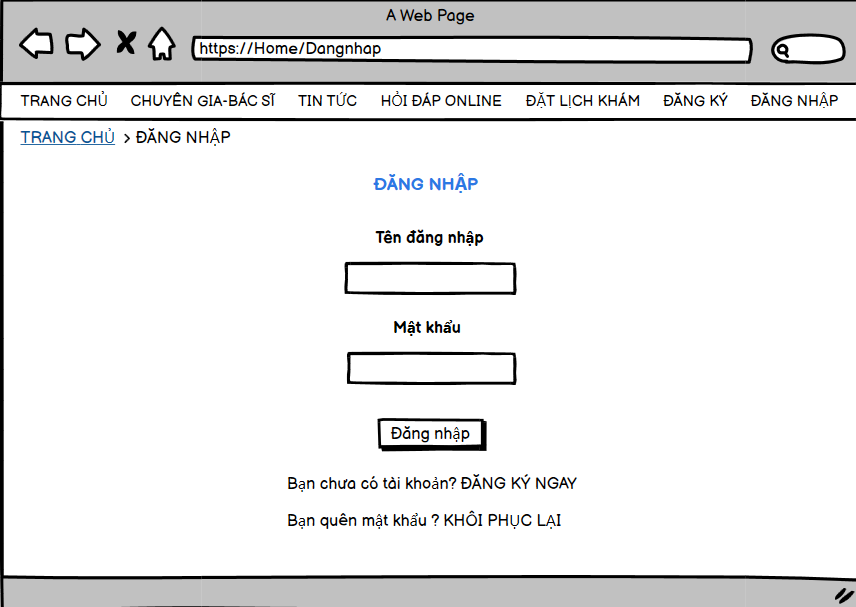 A Web Page
https://Home/Dangnhap
TRANG CHỦ CHUYÊN GIA-BÁC SĨ TIN TỨC HỎI ĐÁP ONLINE ĐẶT LỊCH KHÁM ĐĂNG KÝ ĐĂNG NHẬP
TRANG CHỦ > ĐĂNG NHẬP
ĐĂNG NHẬP
Tên đăng nhập
Mật khẩu
Đăng nhập
Bạn chưa có tài khoản? ĐĂNG KÝ NGAY
Bạn quên mật khẩu ? KHÔI PHỤC LẠI